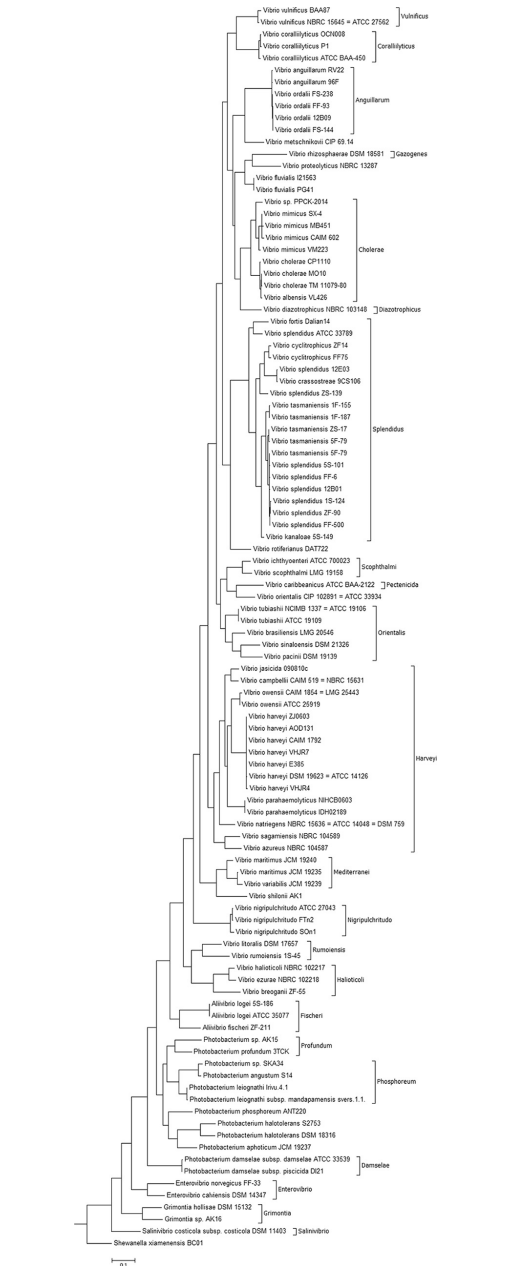 Vibrio vulnificus BAA87
Vibrio vulnificus NBRC 15645 = ATCC 27562
Vulnificus
Vibrio coralliilyticus OCN008
Vibrio coralliilyticus P1
Vibrio coralliilyticus ATCC BAA-450
Coralliilyticus
Vibrio anguillarum RV22
Vibrio anguillarum 96F
Vibrio ordalii FS-238
Vibrio ordalii FF-93
Vibrio ordalii 12B09
Vibrio ordalii FS-144
Anguillarum
Vibrio metschnikovii CIP 69.14
Vibrio rhizosphaerae DSM 18581
Gazogenes
Vibrio proteolyticus NBRC 13287
Vibrio fluvialis I21563
Vibrio fluvialis PG41
Vibrio sp. PPCK-2014
Vibrio mimicus SX-4
Vibrio mimicus MB451
Vibrio mimicus CAIM 602
Vibrio mimicus VM223
Vibrio cholerae CP1110
Vibrio cholerae MO10
Vibrio cholerae TM 11079-80
Vibrio albensis VL426
Cholerae
Vibrio diazotrophicus NBRC 103148
Diazotrophicus
Vibrio fortis Dalian14
Vibrio splendidus ATCC 33789
Vibrio cyclitrophicus ZF14
Vibrio cyclitrophicus FF75
Vibrio splendidus 12E03
Vibrio crassostreae 9CS106
Vibrio splendidus ZS-139
Vibrio tasmaniensis 1F-155
Vibrio tasmaniensis 1F-187
Vibrio tasmaniensis ZS-17
Vibrio tasmaniensis 5F-79
Vibrio tasmaniensis 5F-79
Vibrio splendidus 5S-101
Vibrio splendidus FF-6
Vibrio splendidus 12B01
Vibrio splendidus 1S-124
Vibrio splendidus ZF-90
Vibrio splendidus FF-500
Vibrio kanaloae 5S-149
Splendidus
Vibrio rotiferianus DAT722
Vibrio ichthyoenteri ATCC 700023
Vibrio scophthalmi LMG 19158
Scophthalmi
Vibrio caribbeanicus ATCC BAA-2122
Pectenicida
Vibrio orientalis CIP 102891 = ATCC 33934
Vibrio tubiashii NCIMB 1337 = ATCC 19106
Vibrio tubiashii ATCC 19109
Vibrio brasiliensis LMG 20546
Vibrio sinaloensis DSM 21326
Vibrio pacinii DSM 19139
Orientalis
Vibrio jasicida 090810c
Vibrio campbellii CAIM 519 = NBRC 15631
Vibrio owensii CAIM 1854 = LMG 25443
Vibrio owensii ATCC 25919
Vibrio harveyi ZJ0603
Vibrio harveyi AOD131
Vibrio harveyi CAIM 1792
Vibrio harveyi VHJR7
Vibrio harveyi E385
Vibrio harveyi DSM 19623 = ATCC 14126
Vibrio harveyi VHJR4
Vibrio parahaemolyticus NIHCB0603
Vibrio parahaemolyticus IDH02189
Vibrio natriegens NBRC 15636 = ATCC 14048 = DSM 759
Vibrio sagamiensis NBRC 104589
Vibrio azureus NBRC 104587
Harveyi
Vibrio maritimus JCM 19240
Vibrio maritimus JCM 19235
Vibrio variabilis JCM 19239
Mediterranei
Vibrio shilonii AK1
Vibrio nigripulchritudo ATCC 27043
Vibrio nigripulchritudo FTn2
Vibrio nigripulchritudo SOn1
Nigripulchritudo
Vibrio litoralis DSM 17657
Vibrio rumoiensis 1S-45
Rumoiensis
Vibrio halioticoli NBRC 102217
Vibrio ezurae NBRC 102218
Vibrio breoganii ZF-55
Halioticoli
Aliivibrio logei 5S-186
Aliivibrio logei ATCC 35077
Aliivibrio fischeri ZF-211
Fischeri
Photobacterium sp. AK15
Photobacterium profundum 3TCK
Profundum
Photobacterium sp. SKA34
Photobacterium angustum S14
Photobacterium leiognathi lrivu.4.1
Photobacterium leiognathi subsp. mandapamensis svers.1.1.
Phosphoreum
Photobacterium phosphoreum ANT220
Photobacterium halotolerans S2753
Photobacterium halotolerans DSM 18316
Photobacterium aphoticum JCM 19237
Photobacterium damselae subsp. damselae ATCC 33539
Photobacterium damselae subsp. piscicida DI21
Damselae
Enterovibrio norvegicus FF-33
Enterovibrio calviensis DSM 14347
Enterovibrio
Grimontia hollisae DSM 15132
Grimontia sp. AK16
Grimontia
Salinivibrio costicola subsp. costicola DSM 11403
Salinivibrio
Shewanella xiamenensis BC01
0.1